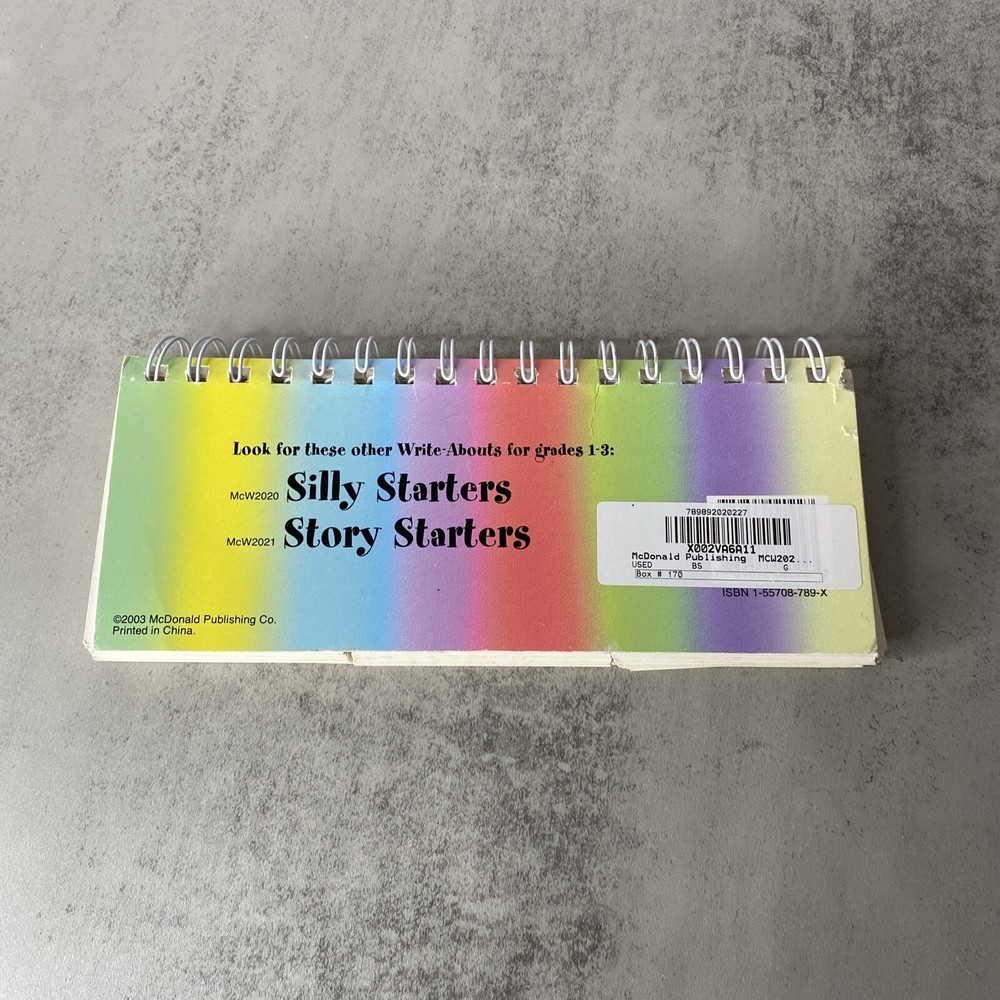 Look for these other Write-Abouts for grades 1-3:
McW2020 Silly Starters
McW2021 Story Starters
789892020227
X002VA6A11
McDonald Publishing MCW202...
USED BS G
Box # 170
ISBN 1-55708-789-X
©2003 McDonald Publishing Co.
Printed in China.